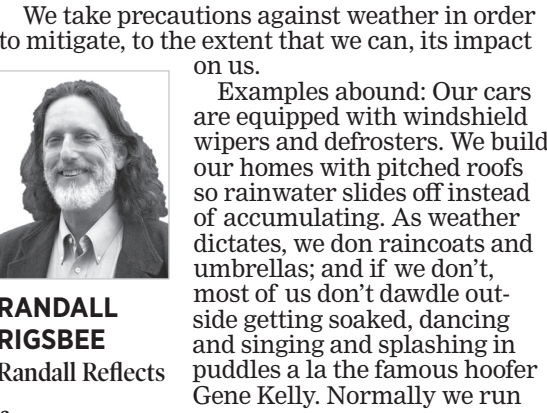 We take precautions against weather in order
to mitigate, to the extent that we can, its impact
on us.
Examples abound: Our cars
are equipped with windshield
wipers and defrosters. We build
our homes with pitched roofs
so rainwater slides off instead
of accumulating. As weather
dictates, we don raincoats and
umbrellas; and if we don’t,
most of us don’t dawdle out-
side getting soaked, dancing
and singing and splashing in
puddles a la the famous hoofer
Gene Kelly. Normally we run
RANDALL
RIGSBEE
Randall Reflects